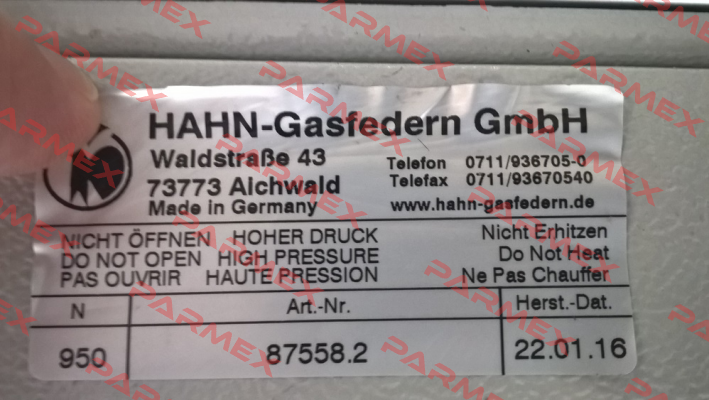 HAHN-Gasfedern GmbH
Waldstraße 43
73773 Aichwald
Made in Germany
Telefon 0711/936705-0
Telefax 0711/93670540
www.hahn-gasfedern.de
NICHT ÖFFNEN HOHER DRUCK Nicht Erhitzen
DO NOT OPEN HIGH PRESSURE Do Not Heat
PAS OUVRIR HAUTE PRESSION Ne Pas Chauffer
N Art.-Nr. Herst.-Dat.
950 87558.2 22.01.16
PARMEX